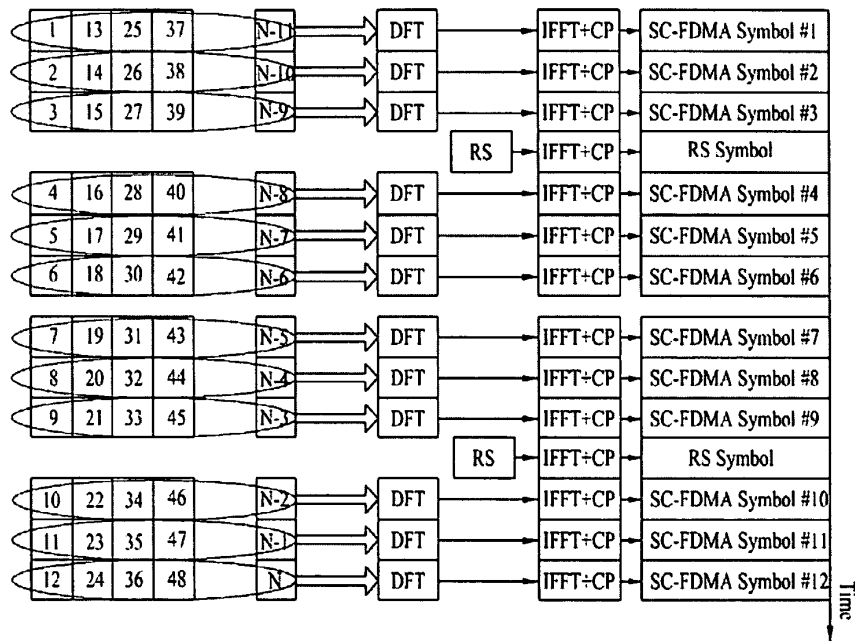 1 13 25 37 N-11 DFT IFFT+CP SC-FDMA Symbol #1
2 14 26 38 N-10 DFT IFFT+CP SC-FDMA Symbol #2
3 15 27 39 N-9 DFT IFFT+CP SC-FDMA Symbol #3
RS IFFT+CP RS Symbol
4 16 28 40 N-8 DFT IFFT+CP SC-FDMA Symbol #4
5 17 29 41 N-7 DFT IFFT+CP SC-FDMA Symbol #5
6 18 30 42 N-6 DFT IFFT+CP SC-FDMA Symbol #6
7 19 31 43 N-5 DFT IFFT+CP SC-FDMA Symbol #7
8 20 32 44 N-4 DFT IFFT+CP SC-FDMA Symbol #8
9 21 33 45 N-3 DFT IFFT+CP SC-FDMA Symbol #9
RS IFFT+CP RS Symbol
10 22 34 46 N-2 DFT IFFT+CP SC-FDMA Symbol #10
11 23 35 47 N-1 DFT IFFT+CP SC-FDMA Symbol #11
12 24 36 48 N DFT IFFT+CP SC-FDMA Symbol #12
Time